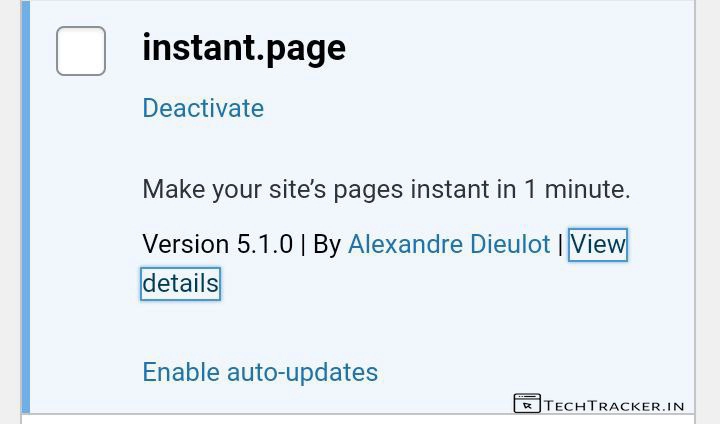 instant.page
Deactivate
Make your site’s pages instant in 1 minute.
Version 5.1.0 | By Alexandre Dieulot | View
details
Enable auto-updates
TECHTRACKER.IN